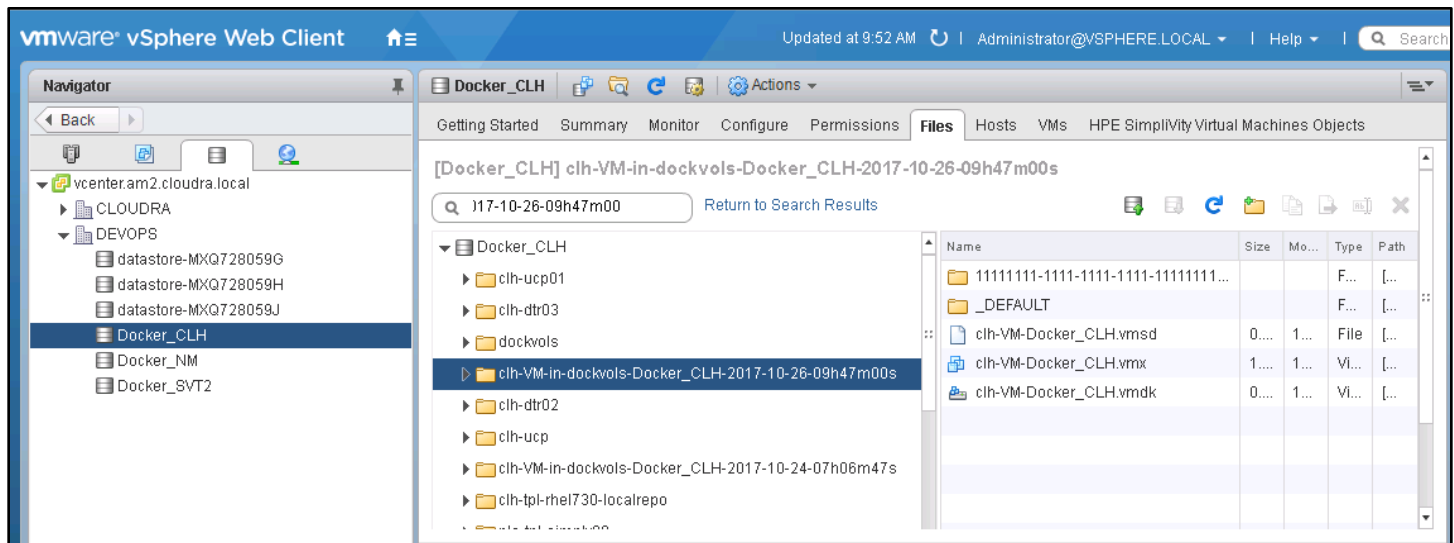 vmware® vSphere Web Client
Updated at 9:52 AM | Administrator@VSPHERE.LOCAL | Help | Search
Navigator
Back
vcenter.am2.cloudra.local
CLOUDRA
DEVOPS
datastore-MXQ728059G
datastore-MXQ728059H
datastore-MXQ728059J
Docker_CLH
Docker_NM
Docker_SVT2
Docker_CLH Actions
Getting Started Summary Monitor Configure Permissions Files Hosts VMs HPE SimpliVity Virtual Machines Objects
[Docker_CLH] clh-VM-in-dockvols-Docker_CLH-2017-10-26-09h47m00s
17-10-26-09h47m00 Return to Search Results
Docker_CLH
clh-ucp01
clh-dtr03
dockvols
clh-VM-in-dockvols-Docker_CLH-2017-10-26-09h47m00s
clh-dtr02
clh-ucp
clh-VM-in-dockvols-Docker_CLH-2017-10-24-07h06m47s
clh-tpl-rhel730-localrepo
Name Size Mo... Type Path
11111111-1111-1111-1111-11111111... F... [...
_DEFAULT F... [...
clh-VM-Docker_CLH.vmsd 0.... 1... File [...
clh-VM-Docker_CLH.vmx 1.... 1... Vi... [...
clh-VM-Docker_CLH.vmdk 0.... 1... Vi... [...